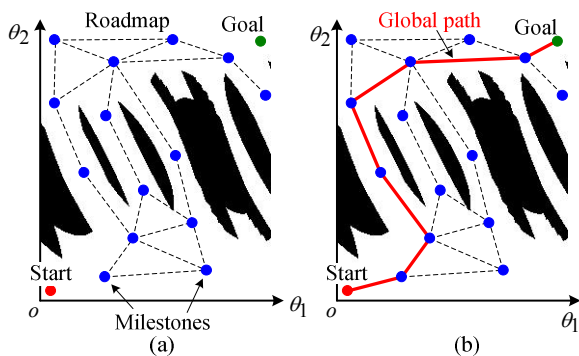 Roadmap
Goal
θ2
Start
o
θ1
Milestones
(a)
Global path
Goal
θ2
Start
o
θ1
(b)